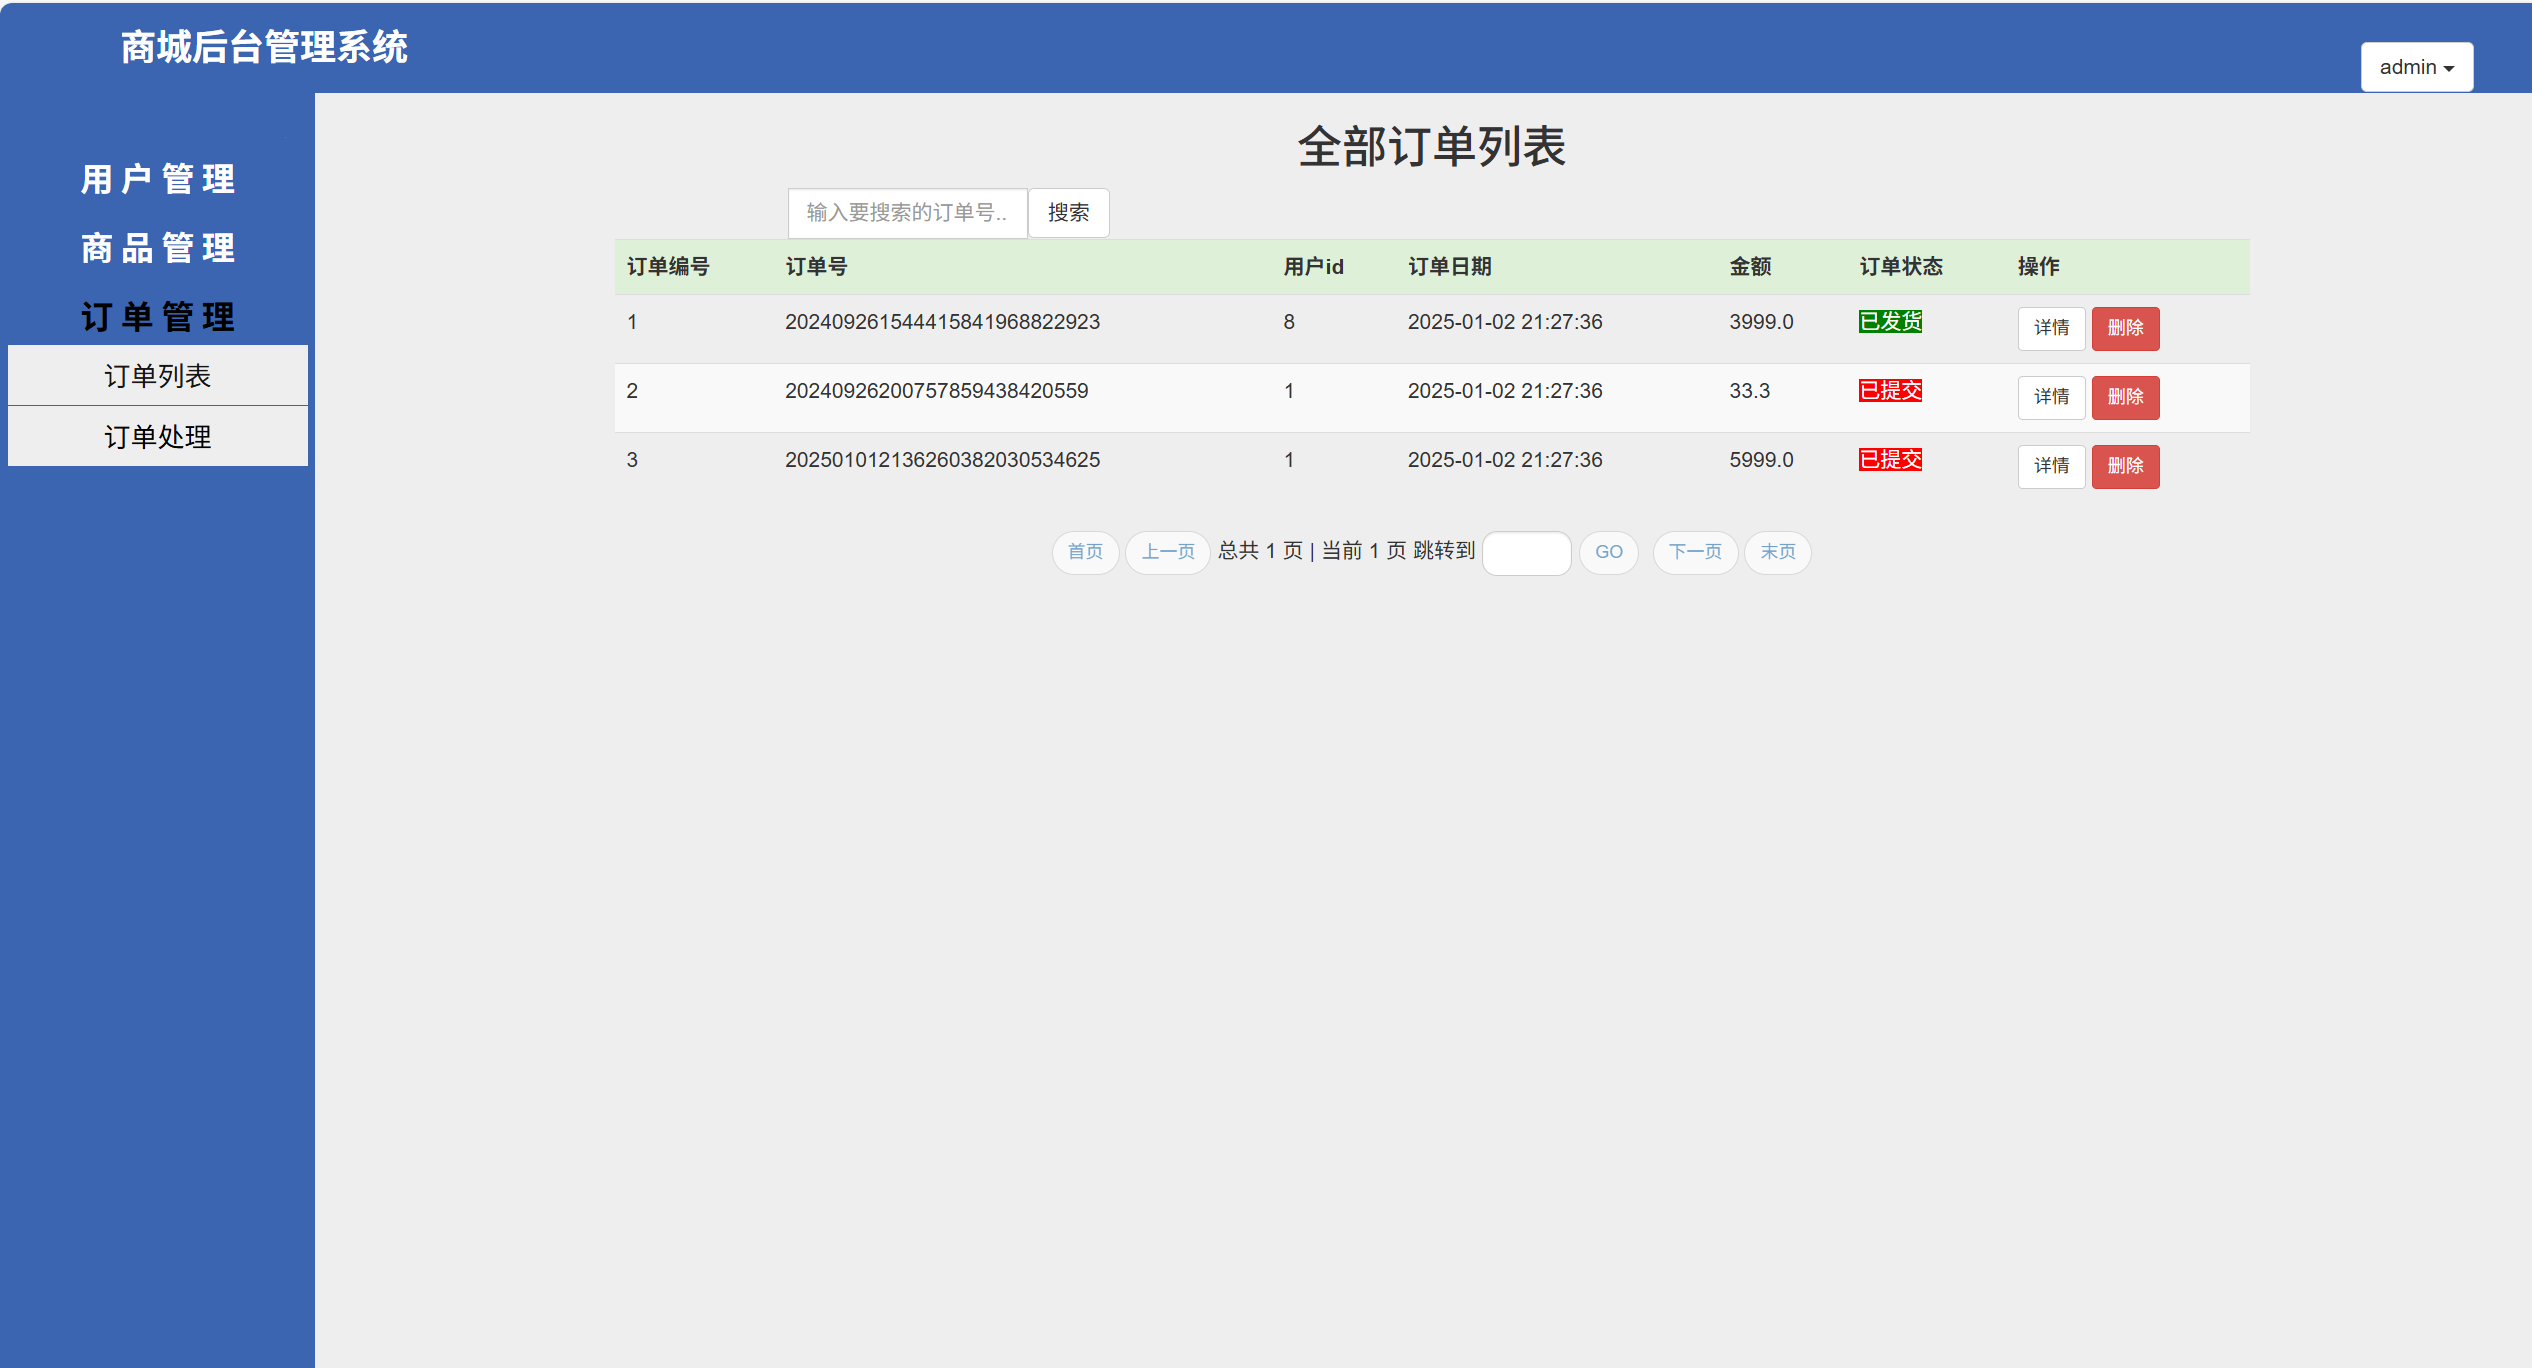 商城后台管理系统
admin
用 户 管 理
商 品 管 理
订 单 管 理
订单列表
订单处理
全部订单列表
输入要搜索的订单号.. 搜索
订单编号 订单号 用户id 订单日期 金额 订单状态 操作
1 20240926154441584196882​2923 8 2025-01-02 21:27:36 3999.0 已发货 详情 删除
2 20240926200757859438420559 1 2025-01-02 21:27:36 33.3 已提交 详情 删除
3 202501012136260382030534625 1 2025-01-02 21:27:36 5999.0 已提交 详情 删除
首页 上一页 总共 1 页 | 当前 1 页 跳转到 GO 下一页 末页